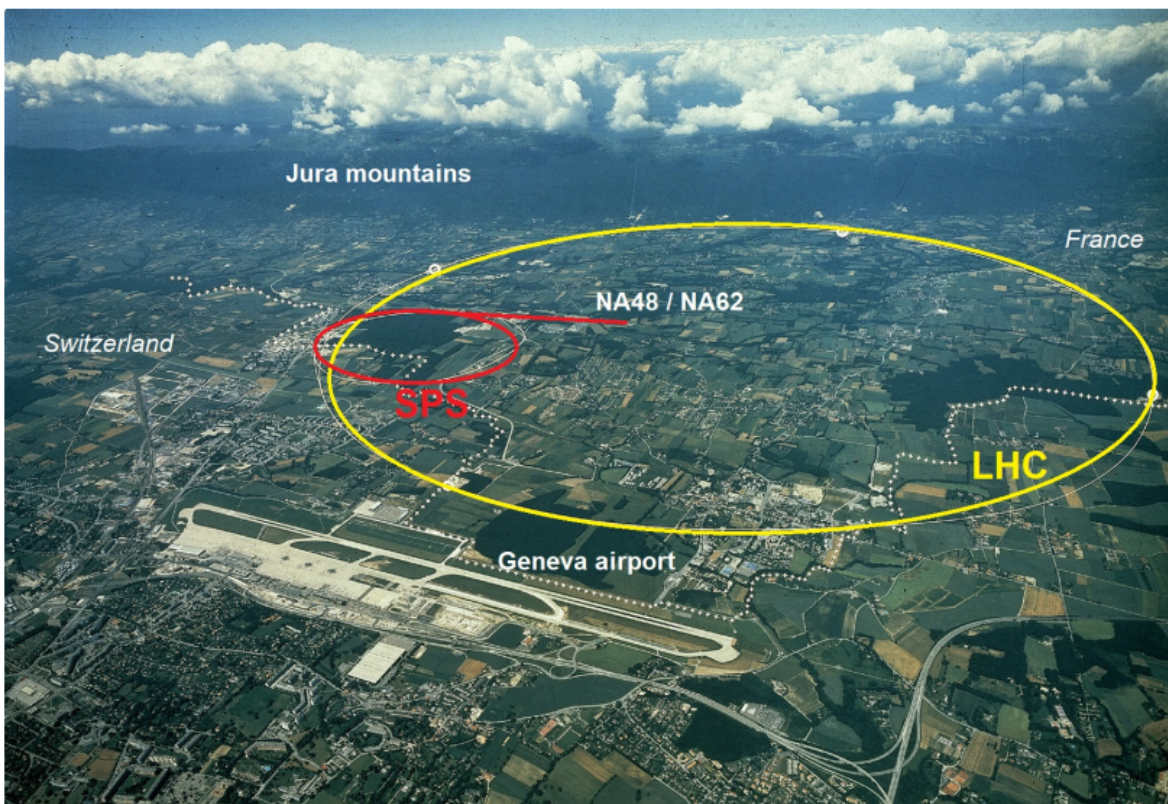 Jura mountains
France
NA48 / NA62
Switzerland
SPS
LHC
Geneva airport